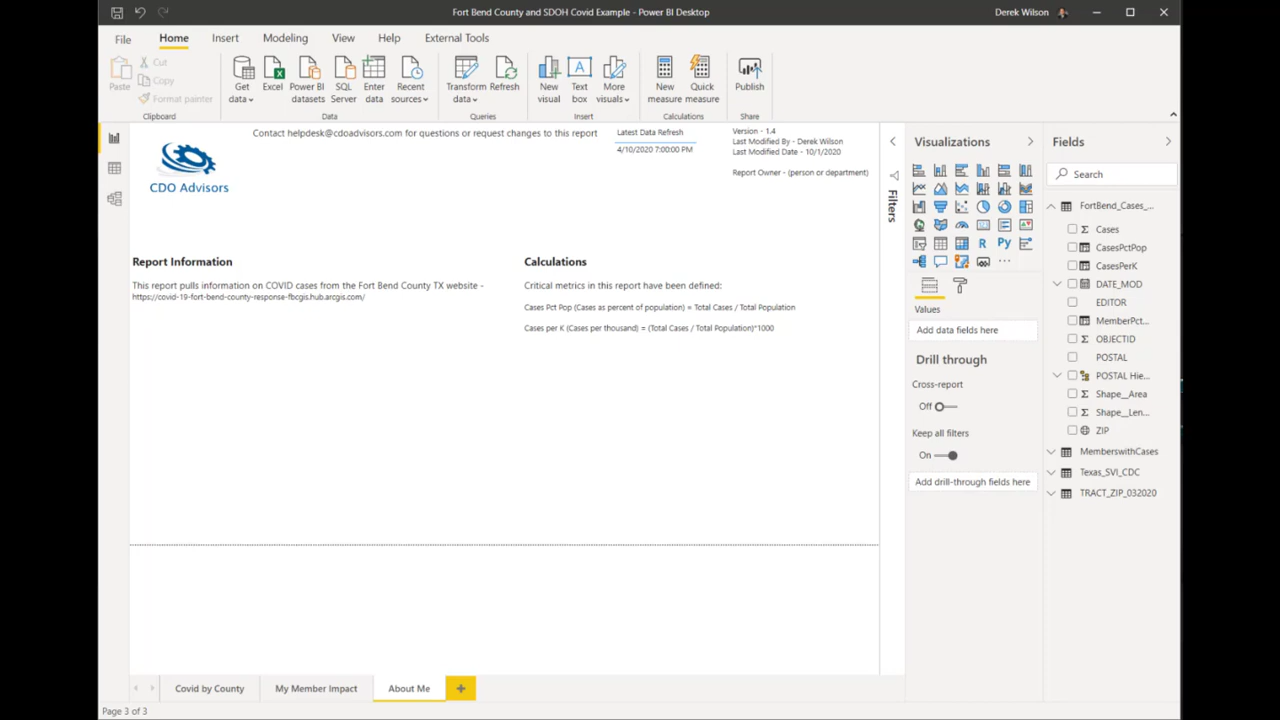 Fort Bend County and SDOH Covid Example - Power BI Desktop
Derek Wilson
File
Home
Insert
Modeling
View
Help
External Tools
Paste
Cut
Copy
Format painter
Clipboard
Get data
Excel
Power BI datasets
SQL Server
Enter data
Recent sources
Data
Transform data
Refresh
Queries
New visual
Text box
More visuals
Insert
New measure
Quick measure
Calculations
Publish
Share
CDO Advisors
Contact helpdesk@cdoadvisors.com for questions or request changes to this report
Latest Data Refresh
4/10/2020 7:00:00 PM
Version - 1.4
Last Modified By - Derek Wilson
Last Modified Date - 10/1/2020
Report Owner - (person or department)
Report Information
This report pulls information on COVID cases from the Fort Bend County TX website -
https://covid-19-fort-bend-county-response-fbcgis.hub.arcgis.com/
Calculations
Critical metrics in this report have been defined:
Cases Pct Pop (Cases as percent of population) = Total Cases / Total Population
Cases per K (Cases per thousand) = (Total Cases / Total Population)*1000
Filters
Visualizations
R
Py
Values
Add data fields here
Drill through
Cross-report
Off
Keep all filters
On
Add drill-through fields here
Fields
Search
FortBend_Cases_...
Cases
CasesPctPop
CasesPerK
DATE_MOD
EDITOR
MemberPct...
OBJECTID
POSTAL
POSTAL Hie...
Shape__Area
Shape__Len...
ZIP
MemberswithCases
Texas_SVI_CDC
TRACT_ZIP_032020
Covid by County
My Member Impact
About Me
Page 3 of 3